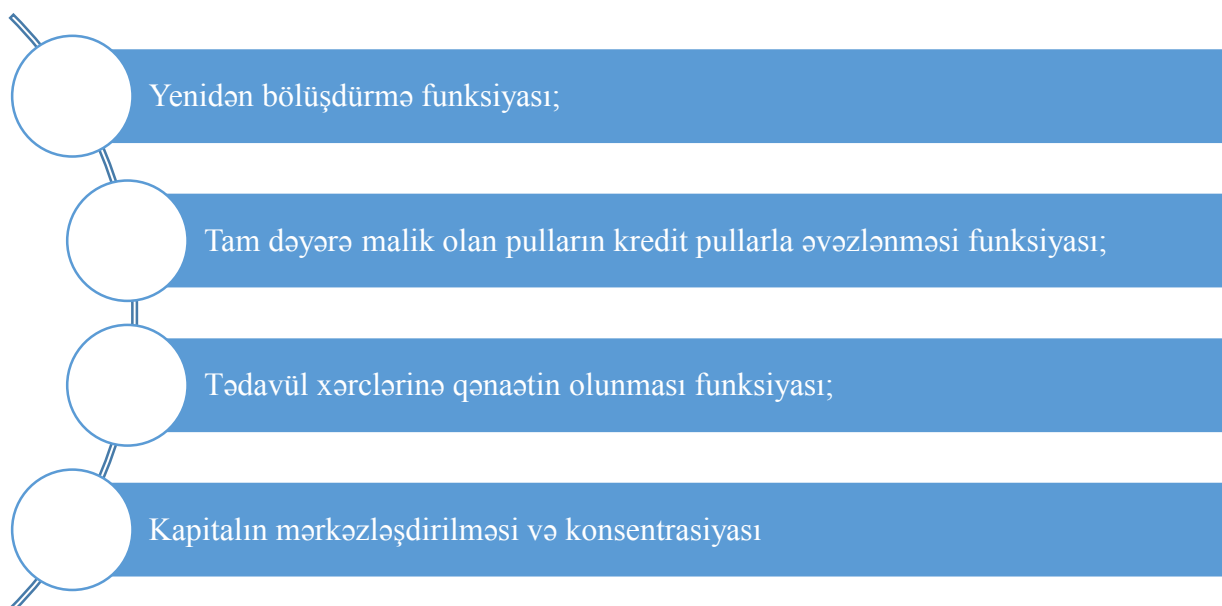 Yenidən bölüşdürmə funksiyası;
Tam dəyərə malik olan pulların kredit pullarla əvəzlənməsi funksiyası;
Tədavül xərclərinə qənaətin olunması funksiyası;
Kapitalın mərkəzləşdirilməsi və konsentrasiyası